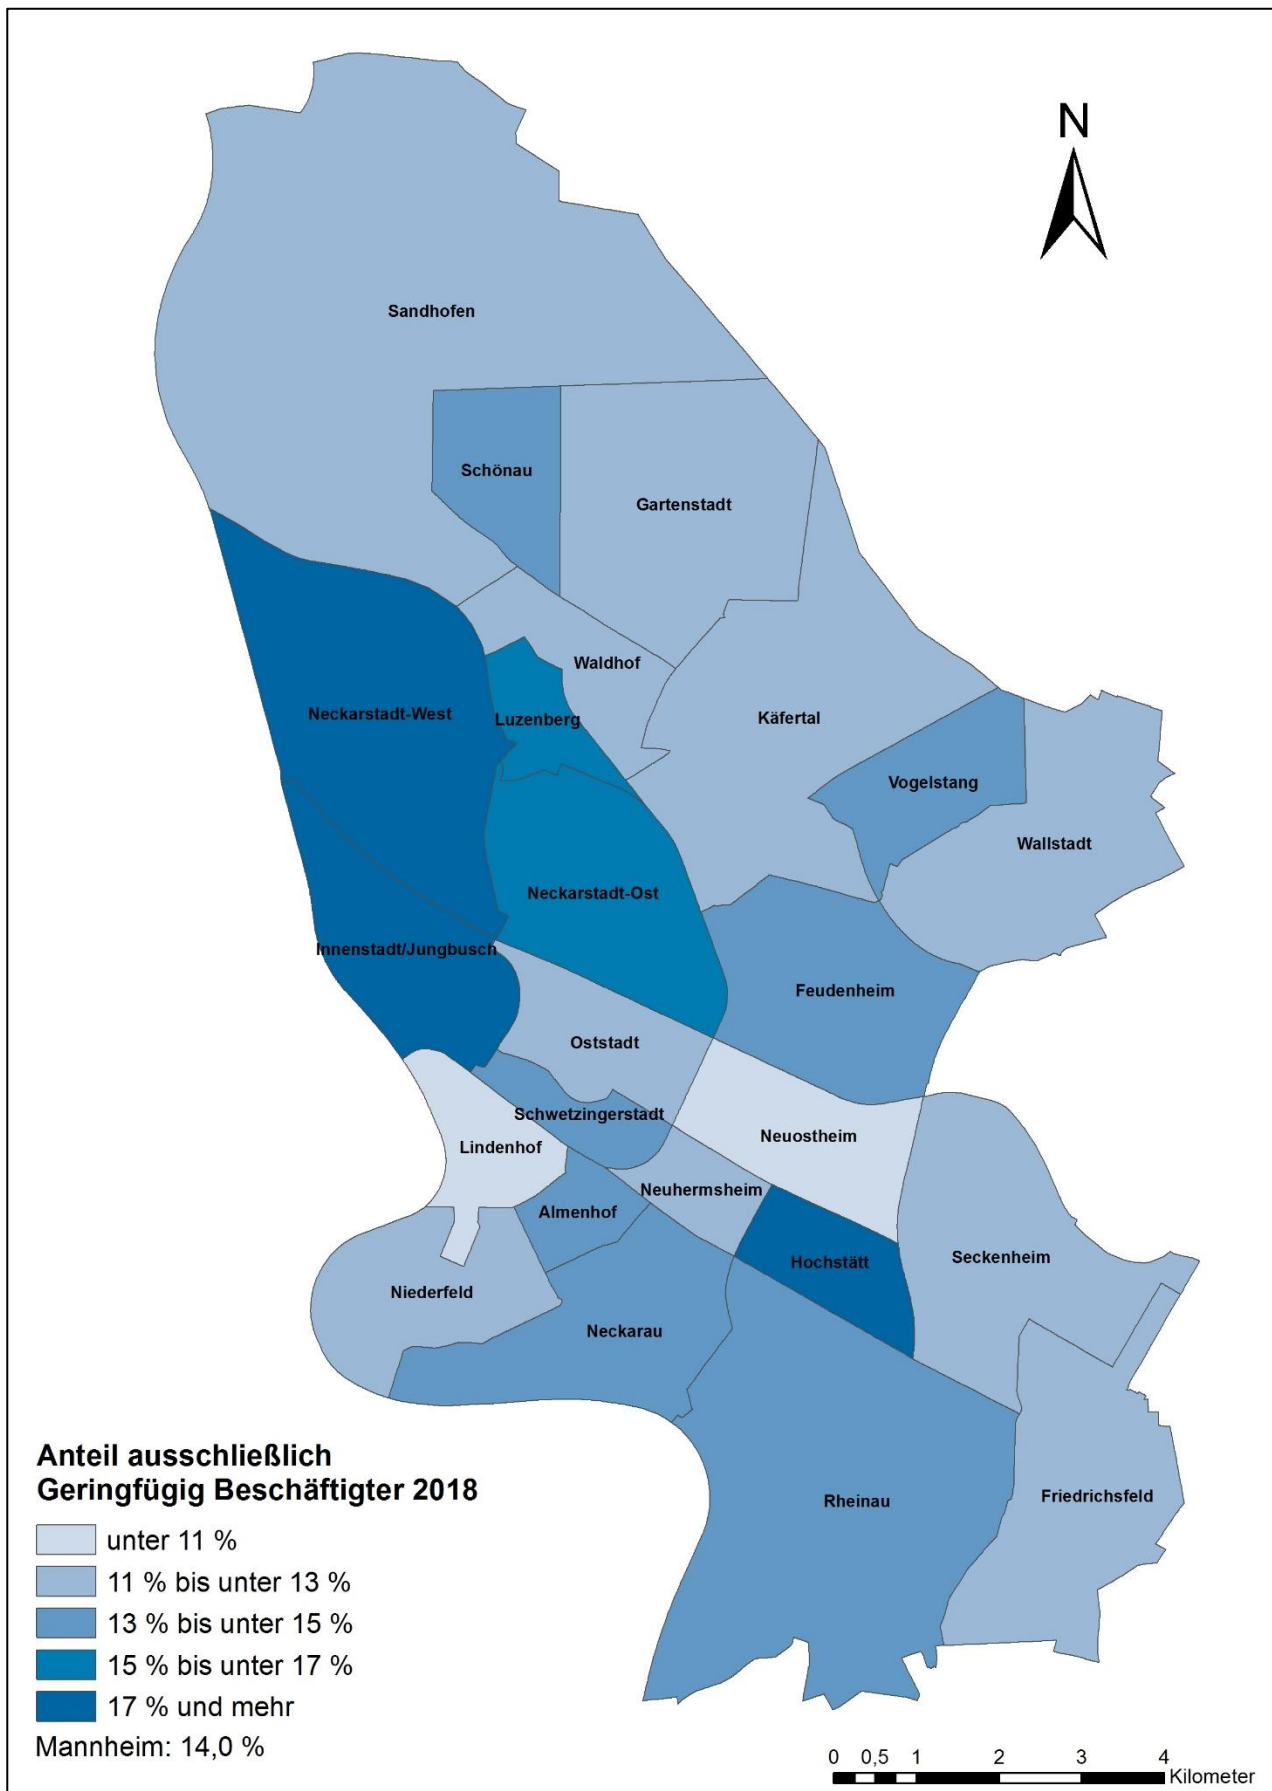 N
Sandhofen
Schönau
Gartenstadt
Waldhof
Neckarstadt-West
Luzenberg
Käfertal
Vogelstang
Wallstadt
Neckarstadt-Ost
Innenstadt/Jungbusch
Feudenheim
Oststadt
Schwetzingerstadt
Neuostheim
Lindenhof
Neuhermsheim
Almenhof
Hochstätt
Seckenheim
Niederfeld
Neckarau
Rheinau
Friedrichsfeld
Anteil ausschließlich
Geringfügig Beschäftigter 2018
unter 11 %
11 % bis unter 13 %
13 % bis unter 15 %
15 % bis unter 17 %
17 % und mehr
Mannheim: 14,0 %
0 0,5 1 2 3 4
Kilometer